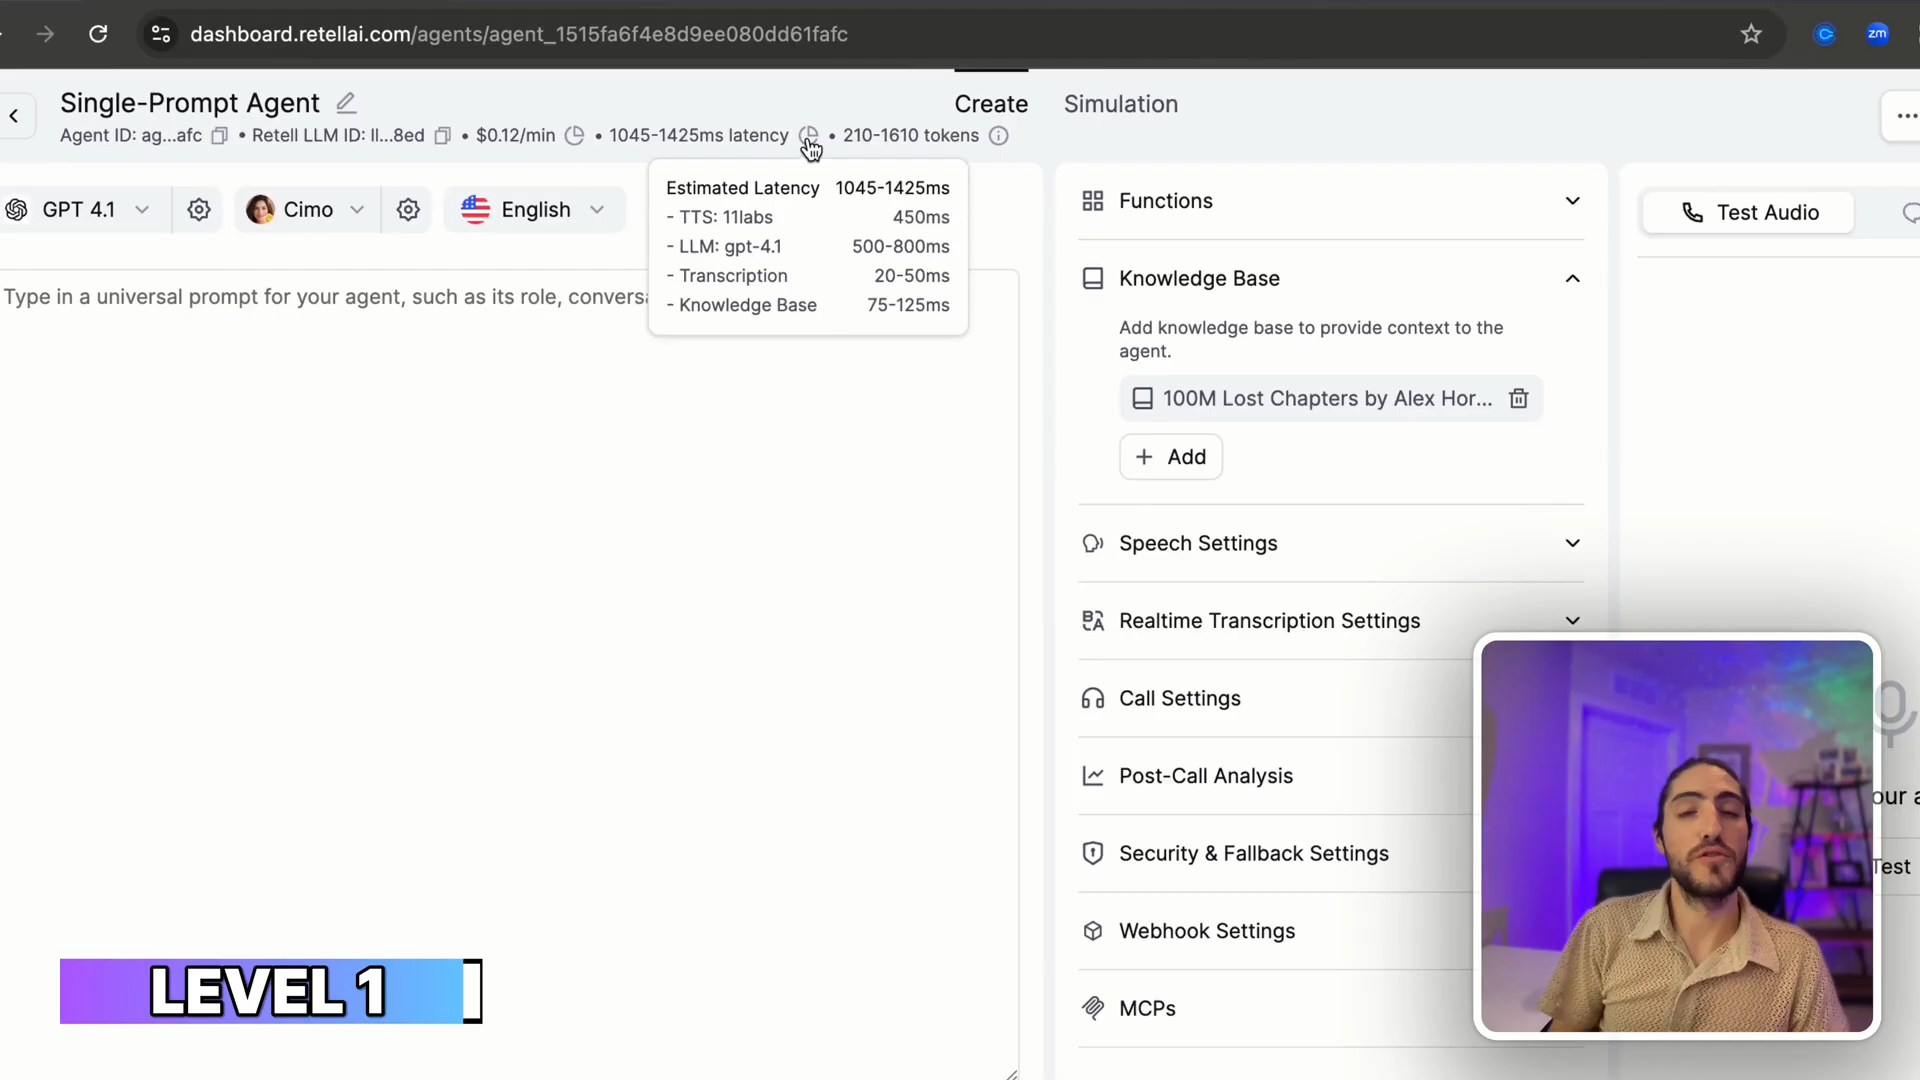 dashboard.retellai.com/agents/agent_1515fa6f4e8d9ee080dd61fafc
zm
Single-Prompt Agent
Create
Simulation
Agent ID: ag...afc • Retell LLM ID: ll...8ed • $0.12/min • 1045-1425ms latency • 210-1610 tokens
GPT 4.1
Cimo
English
Estimated Latency 1045-1425ms
- TTS: 11labs 450ms
- LLM: gpt-4.1 500-800ms
- Transcription 20-50ms
- Knowledge Base 75-125ms
Type in a universal prompt for your agent, such as its role, conversa
Functions
Knowledge Base
Add knowledge base to provide context to the
agent.
100M Lost Chapters by Alex Hor...
+ Add
Speech Settings
Realtime Transcription Settings
Call Settings
Post-Call Analysis
Security & Fallback Settings
Webhook Settings
MCPs
Test Audio
our a
Test
LEVEL 1